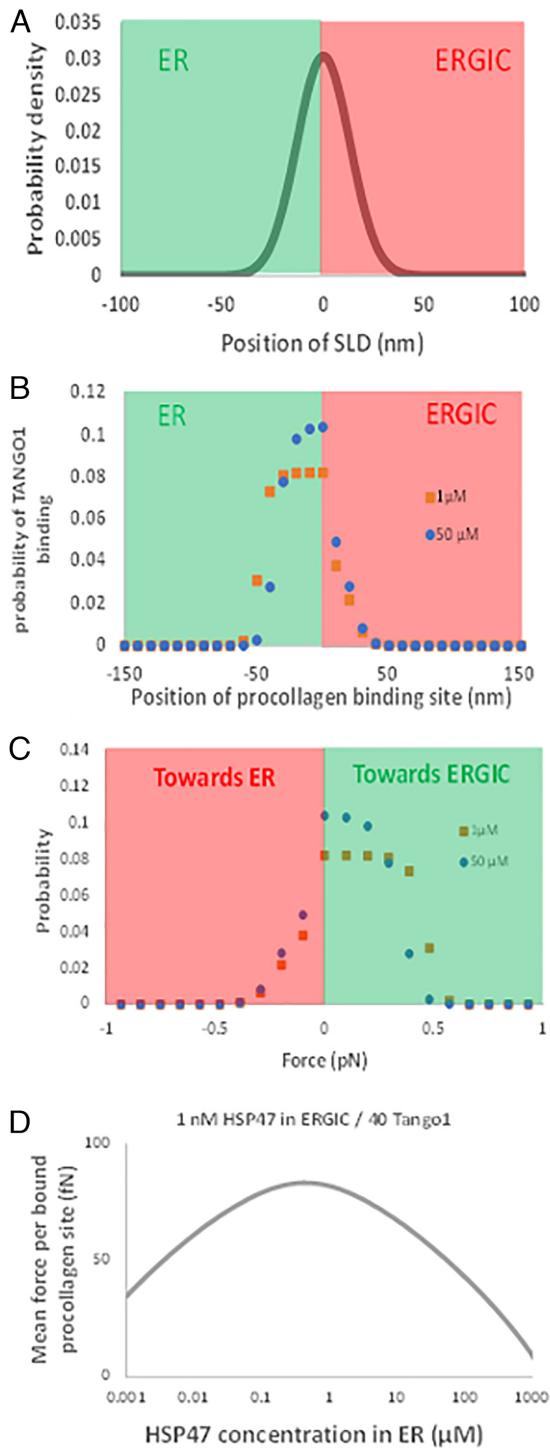 A
Probability density
0.035
0.03
0.025
0.02
0.015
0.01
0.005
0
ER
ERGIC
-100
-50
0
50
100
Position of SLD (nm)
B
probability of TANGO1
binding
0.12
0.1
0.08
0.06
0.04
0.02
0
ER
ERGIC
1μM
50 μM
-150
-50
50
150
Position of procollagen binding site (nm)
C
Probability
0.14
0.12
0.1
0.08
0.06
0.04
0.02
0
Towards ER
Towards ERGIC
1μM
50 μM
-1
-0.5
0
0.5
1
Force (pN)
D
1 nM HSP47 in ERGIC / 40 Tango1
Mean force per bound
procollagen site (fN)
100
50
0
0.001
0.01
0.1
1
10
100
1000
HSP47 concentration in ER (μM)